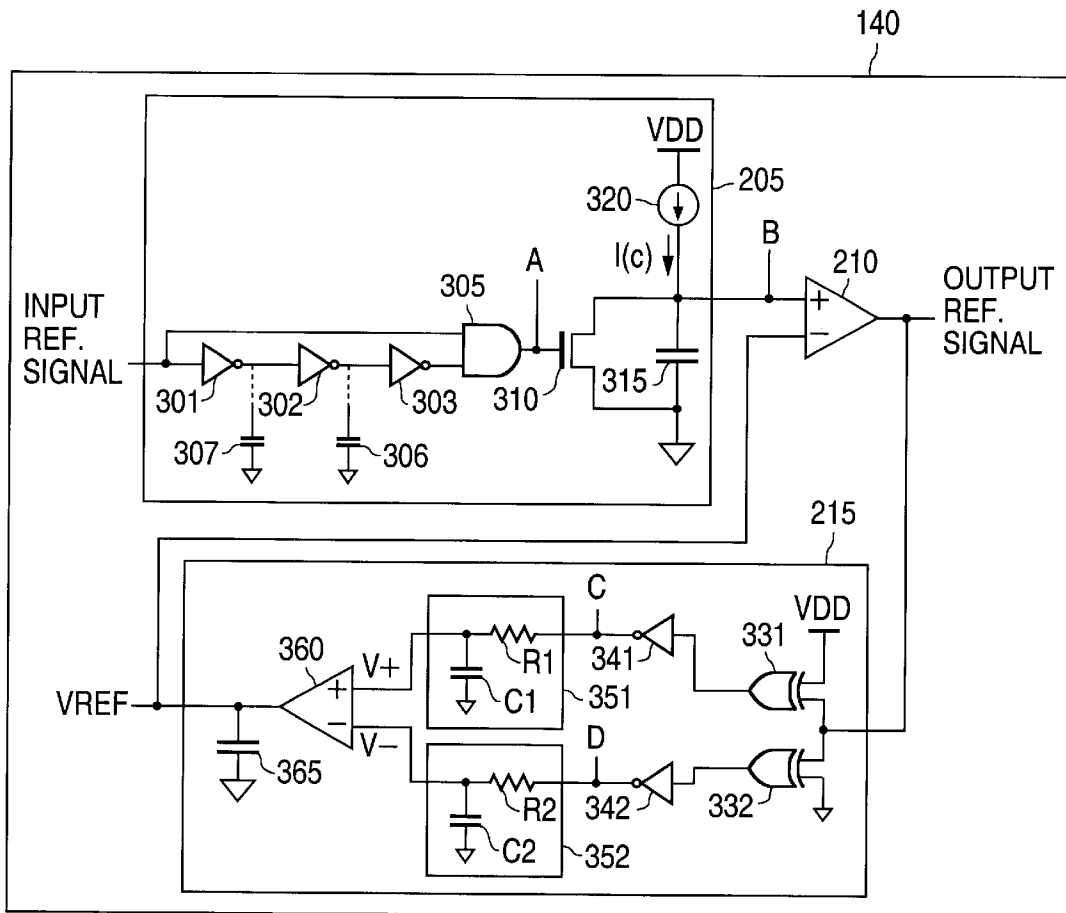 140
VDD
205
320
B
I(c)
210
A
OUTPUT
REF.
SIGNAL
INPUT
REF.
SIGNAL
305
+
−
301
302
303
310
315
307
306
215
C
VDD
331
360
V+
R1
341
+
C1
351
VREF
−
V−
D
365
R2
342
332
C2
352